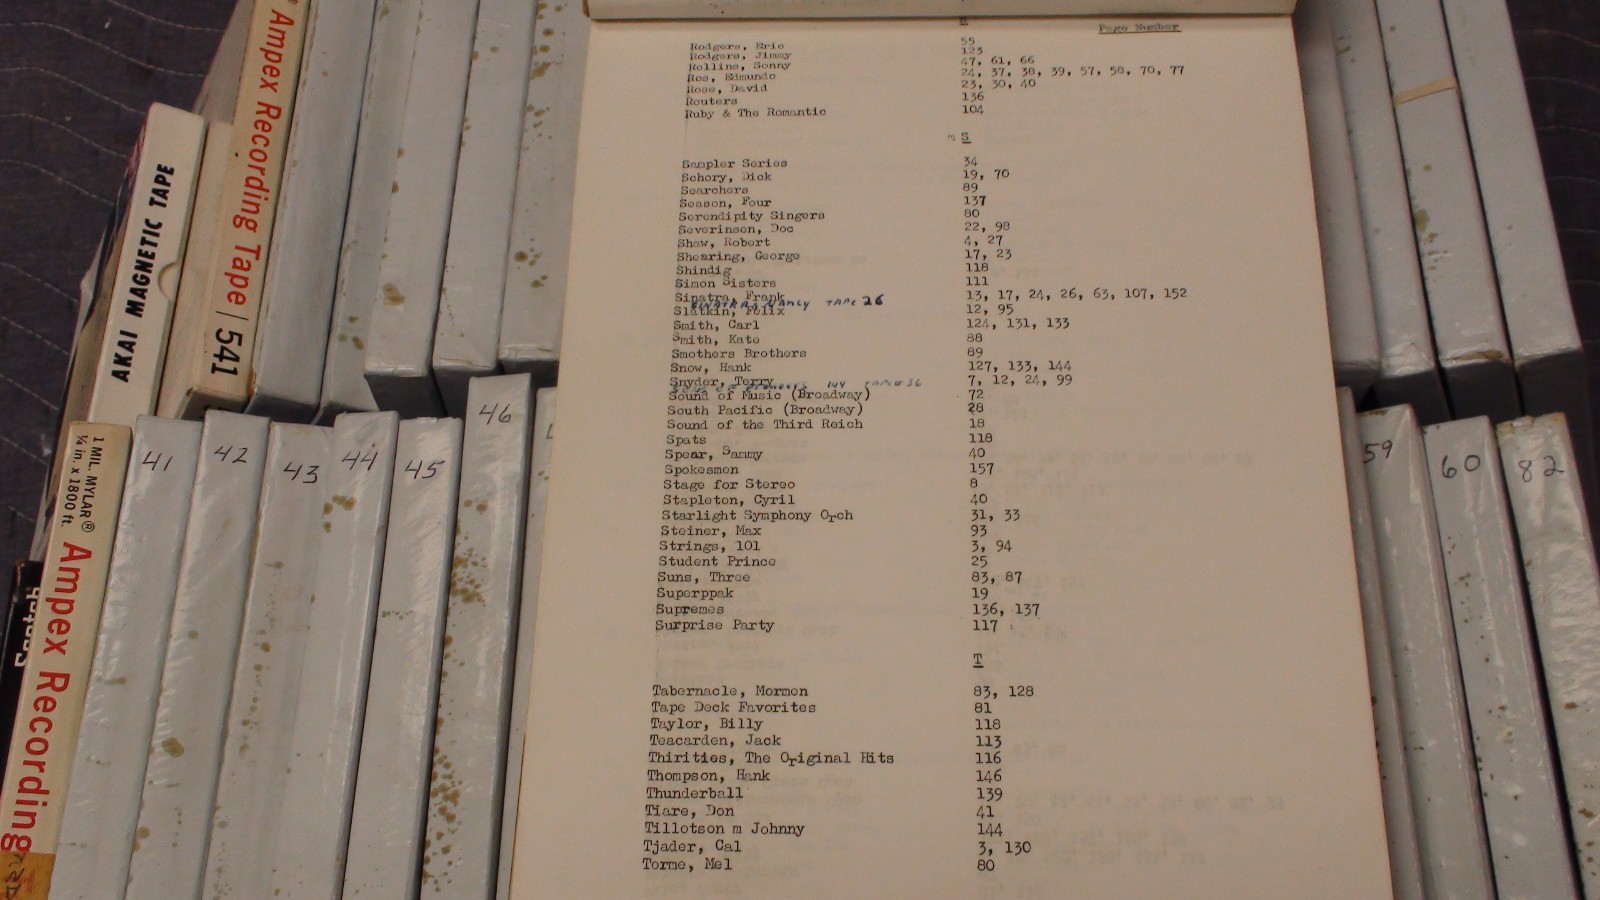 R
Page Number
Rodgers, Eric 55
Rodgers, Jimmy 123
Rollins, Sonny 47, 61, 66
Ros, Edmundo 24, 37, 38, 39, 57, 58, 70, 77
Rose, David 23, 30, 40
Routers 136
Ruby & The Romantic 104
S
Sampler Series 34
Schory, Dick 19, 70
Searchers 89
Season, Four 137
Serendipity Singers 80
Severinsen, Doc 22, 98
Shaw, Robert 4, 27
Shearing, George 17, 23
Shindig 118
Simon Sisters 111
Sinatra, Frank 13, 17, 24, 26, 63, 107, 152
SINATRA, NANCY TAPE 26
Slatkin, Felix 12, 95
Smith, Carl 124, 131, 133
Smith, Kate 88
Smothers Brothers 89
Snow, Hank 127, 133, 144
Snyder, Terry 7, 12, 24, 99
SONS OF PIONEERS 144 TAPE # 36
Sound of Music (Broadway) 72
South Pacific (Broadway) 28
Sound of the Third Reich 18
Spats 118
Spear, Sammy 40
Spokesmen 157
Stage for Stereo 8
Stapleton, Cyril 40
Starlight Symphony Orch 31, 33
Steiner, Max 93
Strings, 101 3, 94
Student Prince 25
Suns, Three 83, 87
Superppak 19
Supremes 136, 137
Surprise Party 117
T
Tabernacle, Mormon 83, 128
Tape Deck Favorites 81
Taylor, Billy 118
Teacarden, Jack 113
Thirities, The Original Hits 116
Thompson, Hank 146
Thunderball 139
Tiare, Don 41
Tillotson m Johnny 144
Tjader, Cal 3, 130
Torme, Mel 80
AKAI MAGNETIC TAPE
Ampex Recording Tape | 541
1 MIL. MYLAR®
¼ in. x 1800 ft.
Ampex Recording
41
42
43
44
45
46
59
60
82